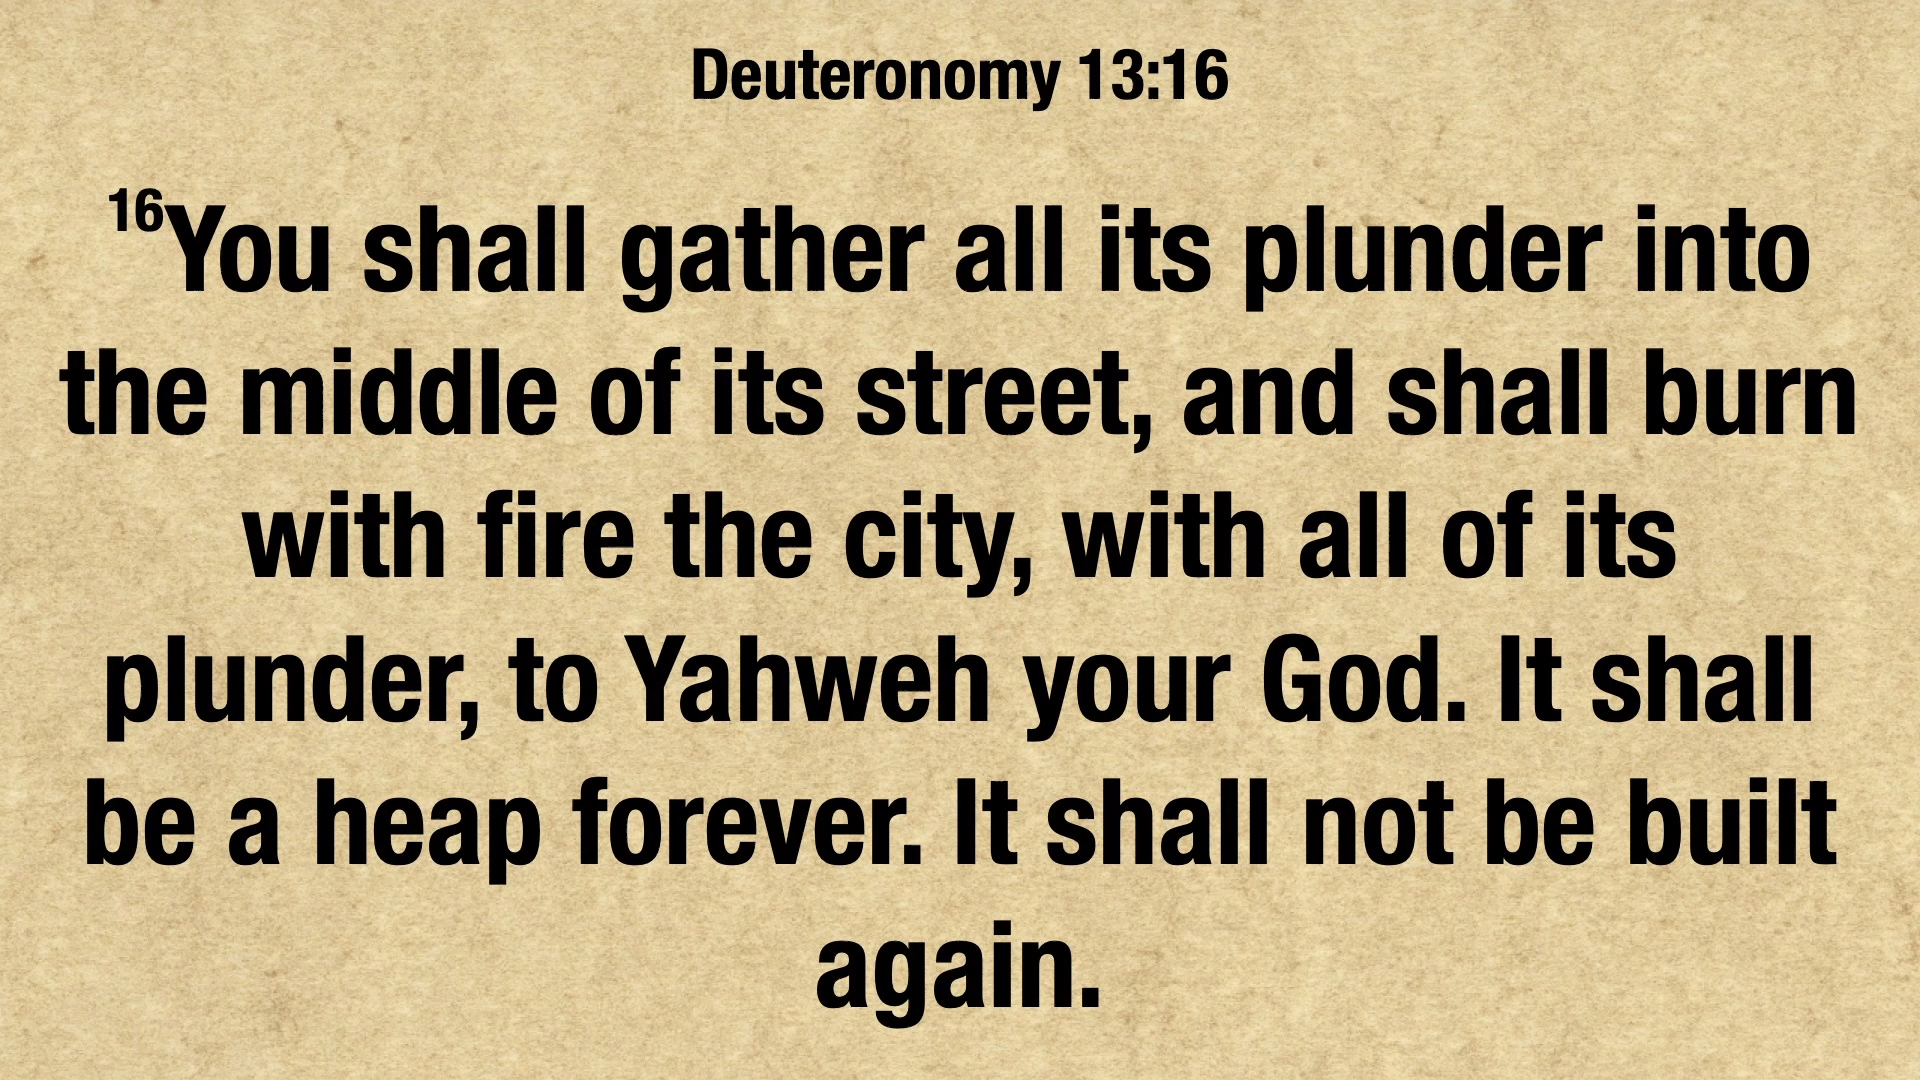 Deuteronomy 13:16
16You shall gather all its plunder into
the middle of its street, and shall burn
with fire the city, with all of its
plunder, to Yahweh your God. It shall
be a heap forever. It shall not be built
again.